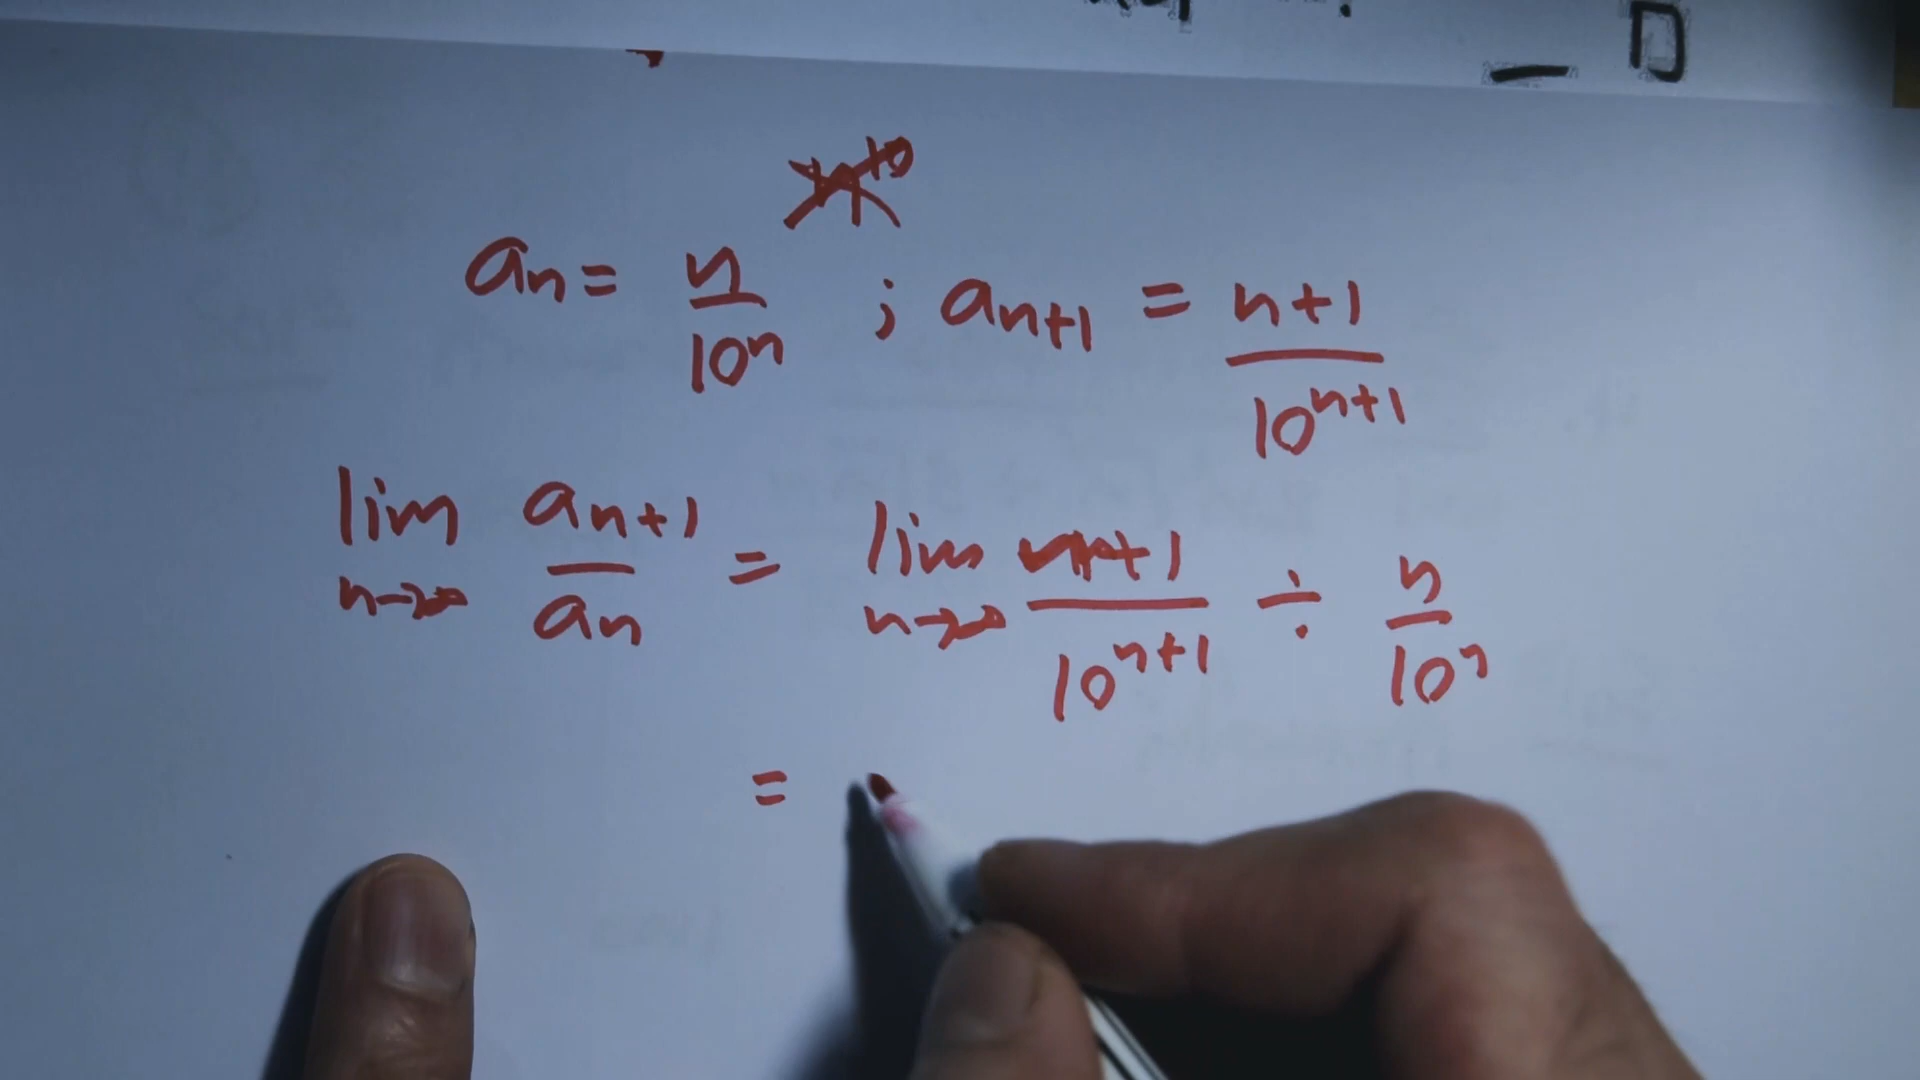 aₙ = n/10ⁿ ; aₙ₊₁ = n+1/10ⁿ⁺¹
lim n→∞ aₙ₊₁/aₙ = lim n→∞ n+1/10ⁿ⁺¹ ÷ n/10ⁿ
=